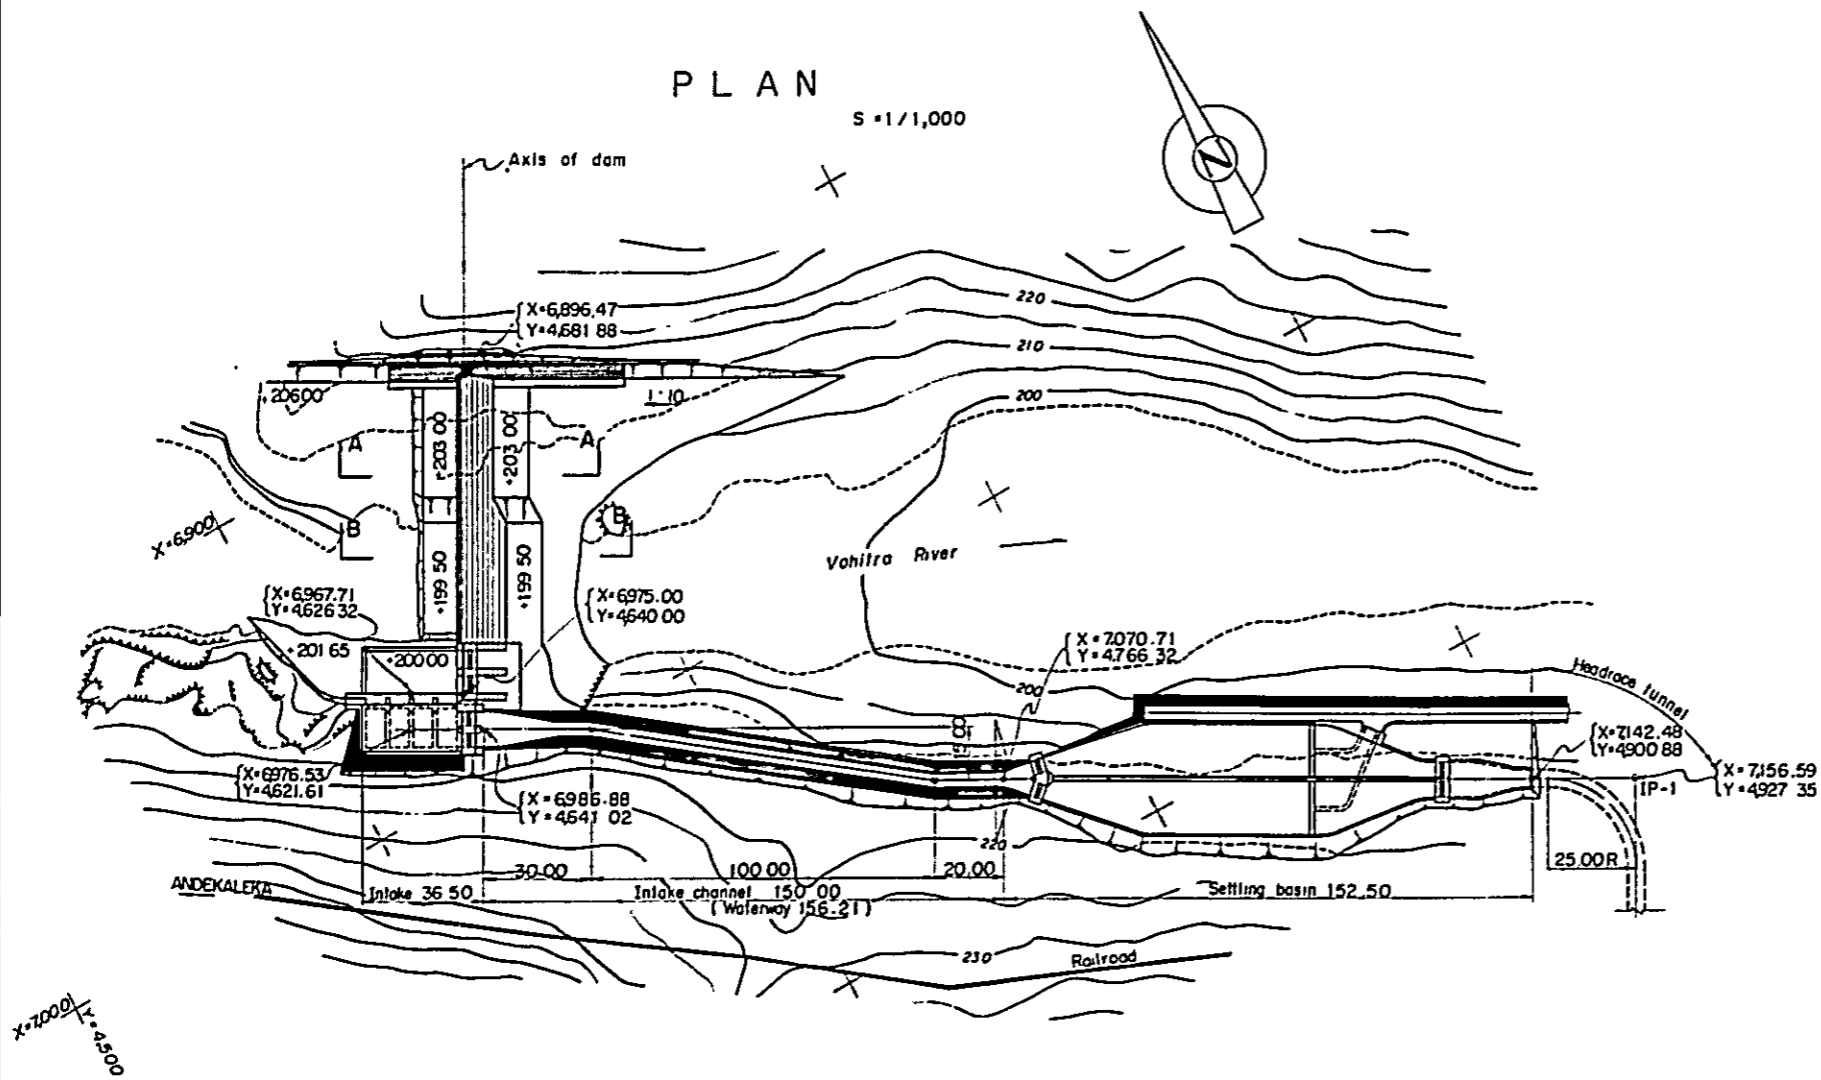 PLAN
S=1/1,000
N
Axis of dam
X=6,896.47
Y=4,681 88
220
210
200
+206 00
1:10
+203 00
+203 00
A
A
B
B
X=6,900
+199 50
+199 50
Vohitra River
X=6,967.71
Y=4,626 32
X=6,975.00
Y=4,640 00
+201 65
+200 00
X=7,070.71
Y=4,766 32
200
Headrace tunnel
X=7,142.48
Y=4,900 88
X=7,156.59
Y=4,927 35
IP-1
X=6,976.53
Y=4,621.61
X=6,986.88
Y=4,641 02
220
30.00
100 00
20.00
25.00 R
ANDEKALEKA
Intake 36 50
Intake channel 150 00
(Waterway 156.21)
Settling basin 152.50
230
Railroad
X=7,000
Y=4,500